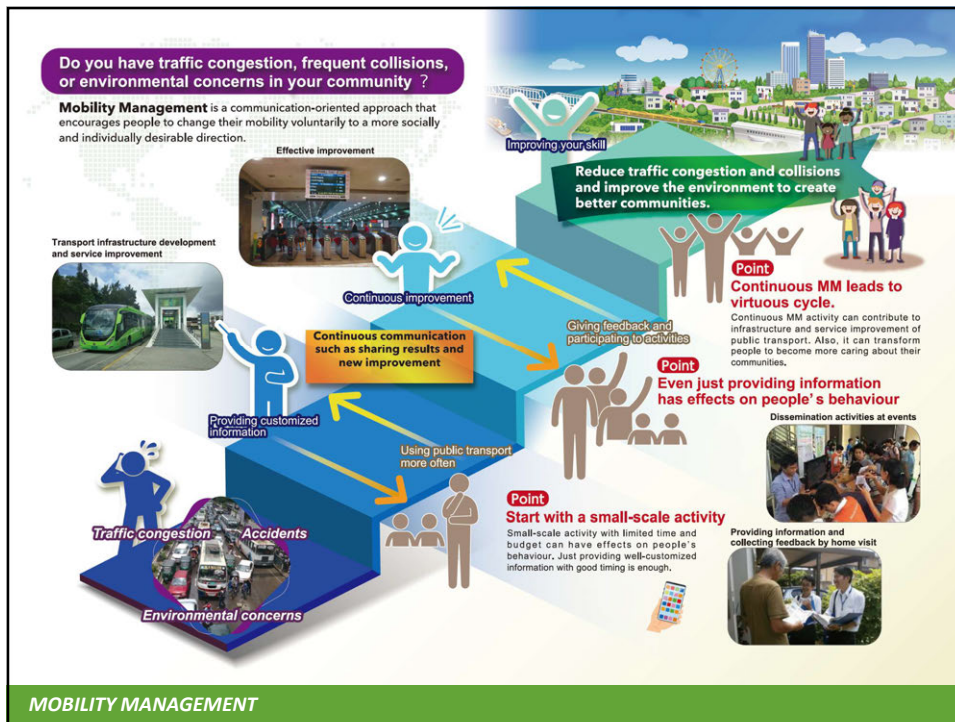 Do you have traffic congestion, frequent collisions,
or environmental concerns in your community ?
Mobility Management is a communication-oriented approach that
encourages people to change their mobility voluntarily to a more socially
and individually desirable direction.
Effective improvement
Improving your skill
Reduce traffic congestion and collisions
and improve the environment to create
better communities.
Transport infrastructure development
and service improvement
Continuous improvement
Point
Continuous MM leads to
virtuous cycle.
Continuous MM activity can contribute to
infrastructure and service improvement of
public transport. Also, it can transform
people to become more caring about their
communities.
Continuous communication
such as sharing results and
new improvement
Giving feedback and
participating to activities
Point
Even just providing information
has effects on people's behaviour
Providing customized
information
Dissemination activities at events
Using public transport
more often
Point
Start with a small-scale activity
Small-scale activity with limited time and
budget can have effects on people's
behaviour. Just providing well-customized
information with good timing is enough.
Providing information and
collecting feedback by home visit
Traffic congestion
Accidents
Environmental concerns
MOBILITY MANAGEMENT